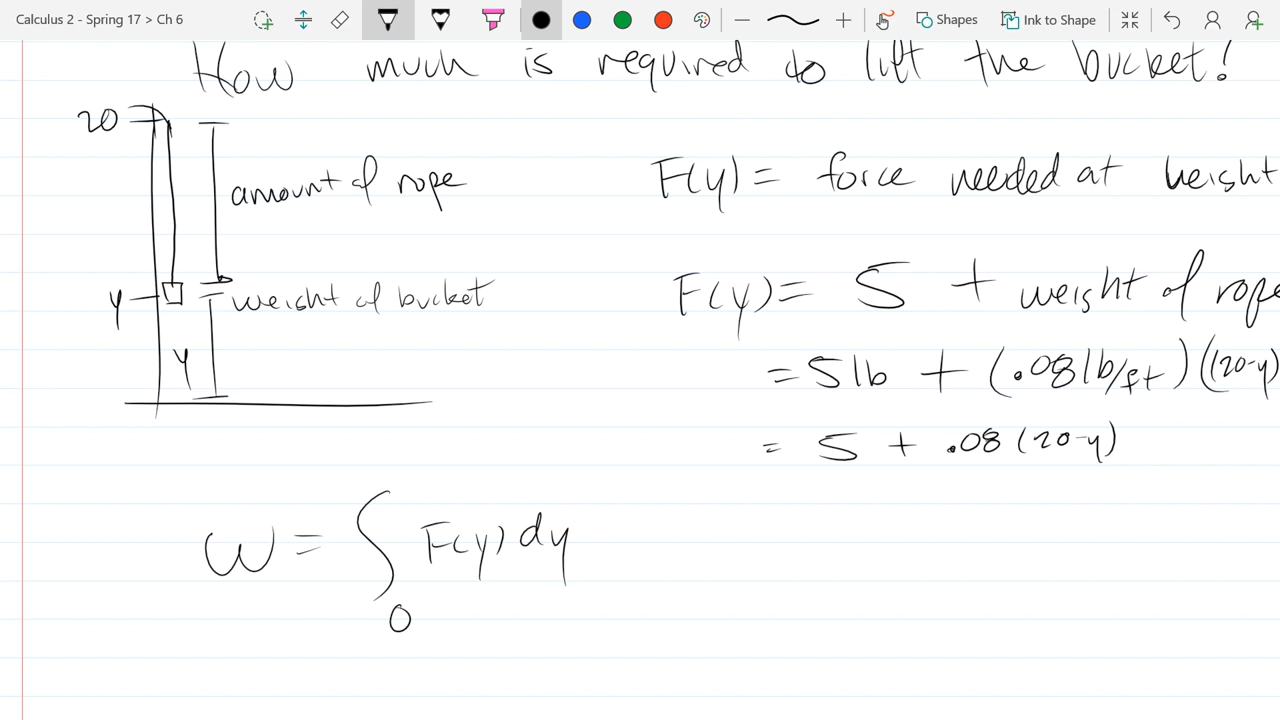 Calculus 2 - Spring 17 > Ch 6
Shapes
Ink to Shape
How much is required to lift the bucket?
20
amount of rope
F(y) = force needed at height
y
weight of bucket
F(y) = 5 + weight of rope
y
= 5 lb + (.08 lb/ft)(20-y)
= 5 + .08(20-y)
W = ∫ F(y) dy
0